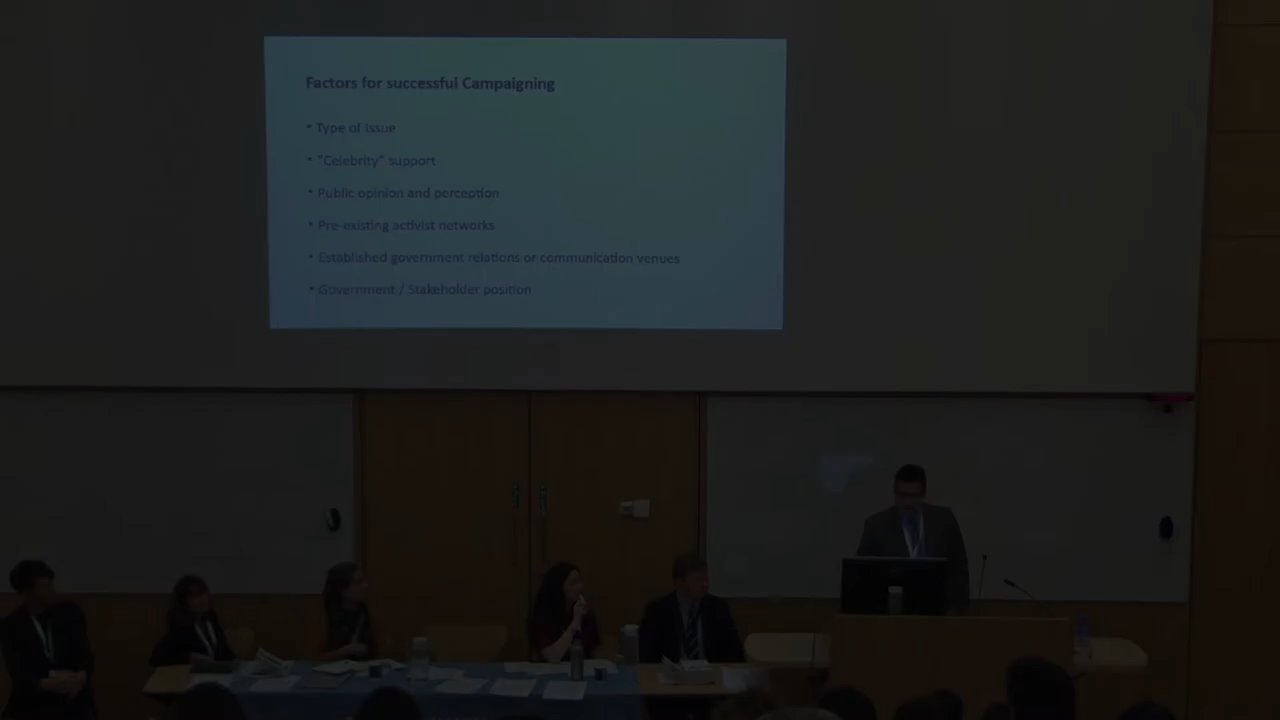 Factors for successful Campaigning
• Type of issue
• "Celebrity" support
• Public opinion and perception
• Pre-existing activist networks
• Established government relations or communication venues
• Government / Stakeholder position